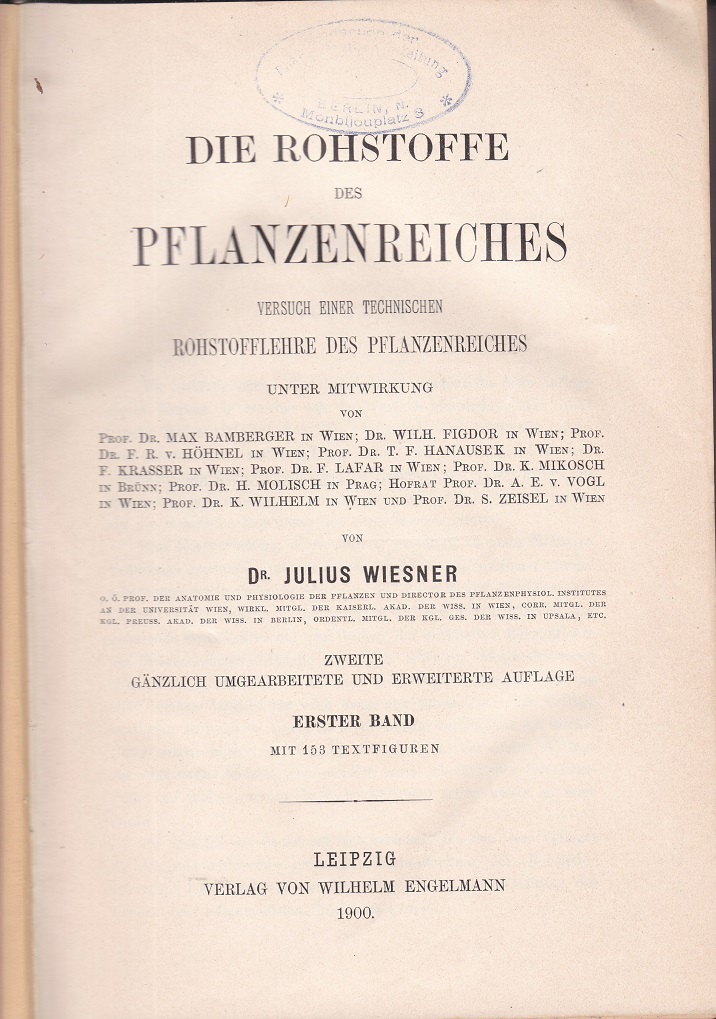 der
BERLIN, N.
Monbijouplatz 3
DIE ROHSTOFFE
DES
PFLANZENREICHES
VERSUCH EINER TECHNISCHEN
ROHSTOFFLEHRE DES PFLANZENREICHES
UNTER MITWIRKUNG
VON
PROF. DR. MAX BAMBERGER IN WIEN; DR. WILH. FIGDOR IN WIEN; PROF.
DR. F. R. v. HÖHNEL IN WIEN; PROF. DR. T. F. HANAUSEK IN WIEN; DR.
F. KRASSER IN WIEN; PROF. DR. F. LAFAR IN WIEN; PROF. DR. K. MIKOSCH
IN BRÜNN; PROF. DR. H. MOLISCH IN PRAG; HOFRAT PROF. DR. A. E. v. VOGL
IN WIEN; PROF. DR. K. WILHELM IN WIEN UND PROF. DR. S. ZEISEL IN WIEN
VON
DR. JULIUS WIESNER
O. Ö. PROF. DER ANATOMIE UND PHYSIOLOGIE DER PFLANZEN UND DIRECTOR DES PFLANZENPHYSIOL. INSTITUTES
AN DER UNIVERSITÄT WIEN, WIRKL. MITGL. DER KAISERL. AKAD. DER WISS. IN WIEN, CORR. MITGL. DER
KGL. PREUSS. AKAD. DER WISS. IN BERLIN, ORDENTL. MITGL. DER KGL. GES. DER WISS. IN UPSALA, ETC.
ZWEITE
GÄNZLICH UMGEARBEITETE UND ERWEITERTE AUFLAGE
ERSTER BAND
MIT 153 TEXTFIGUREN
LEIPZIG
VERLAG VON WILHELM ENGELMANN
1900.